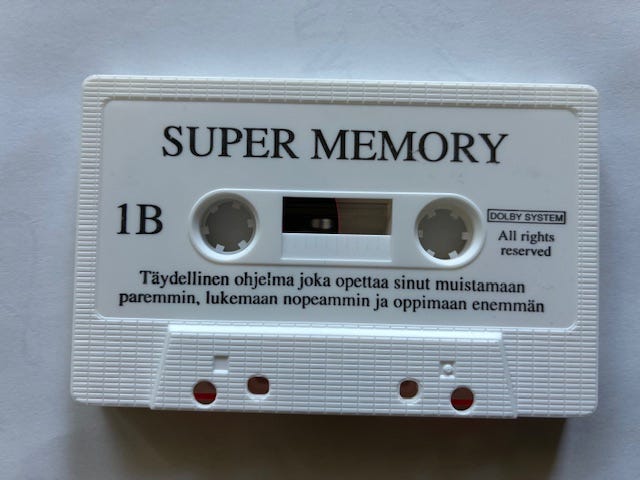 SUPER MEMORY
1B
DOLBY SYSTEM
All rights
reserved
Täydellinen ohjelma joka opettaa sinut muistamaan
paremmin, lukemaan nopeammin ja oppimaan enemmän